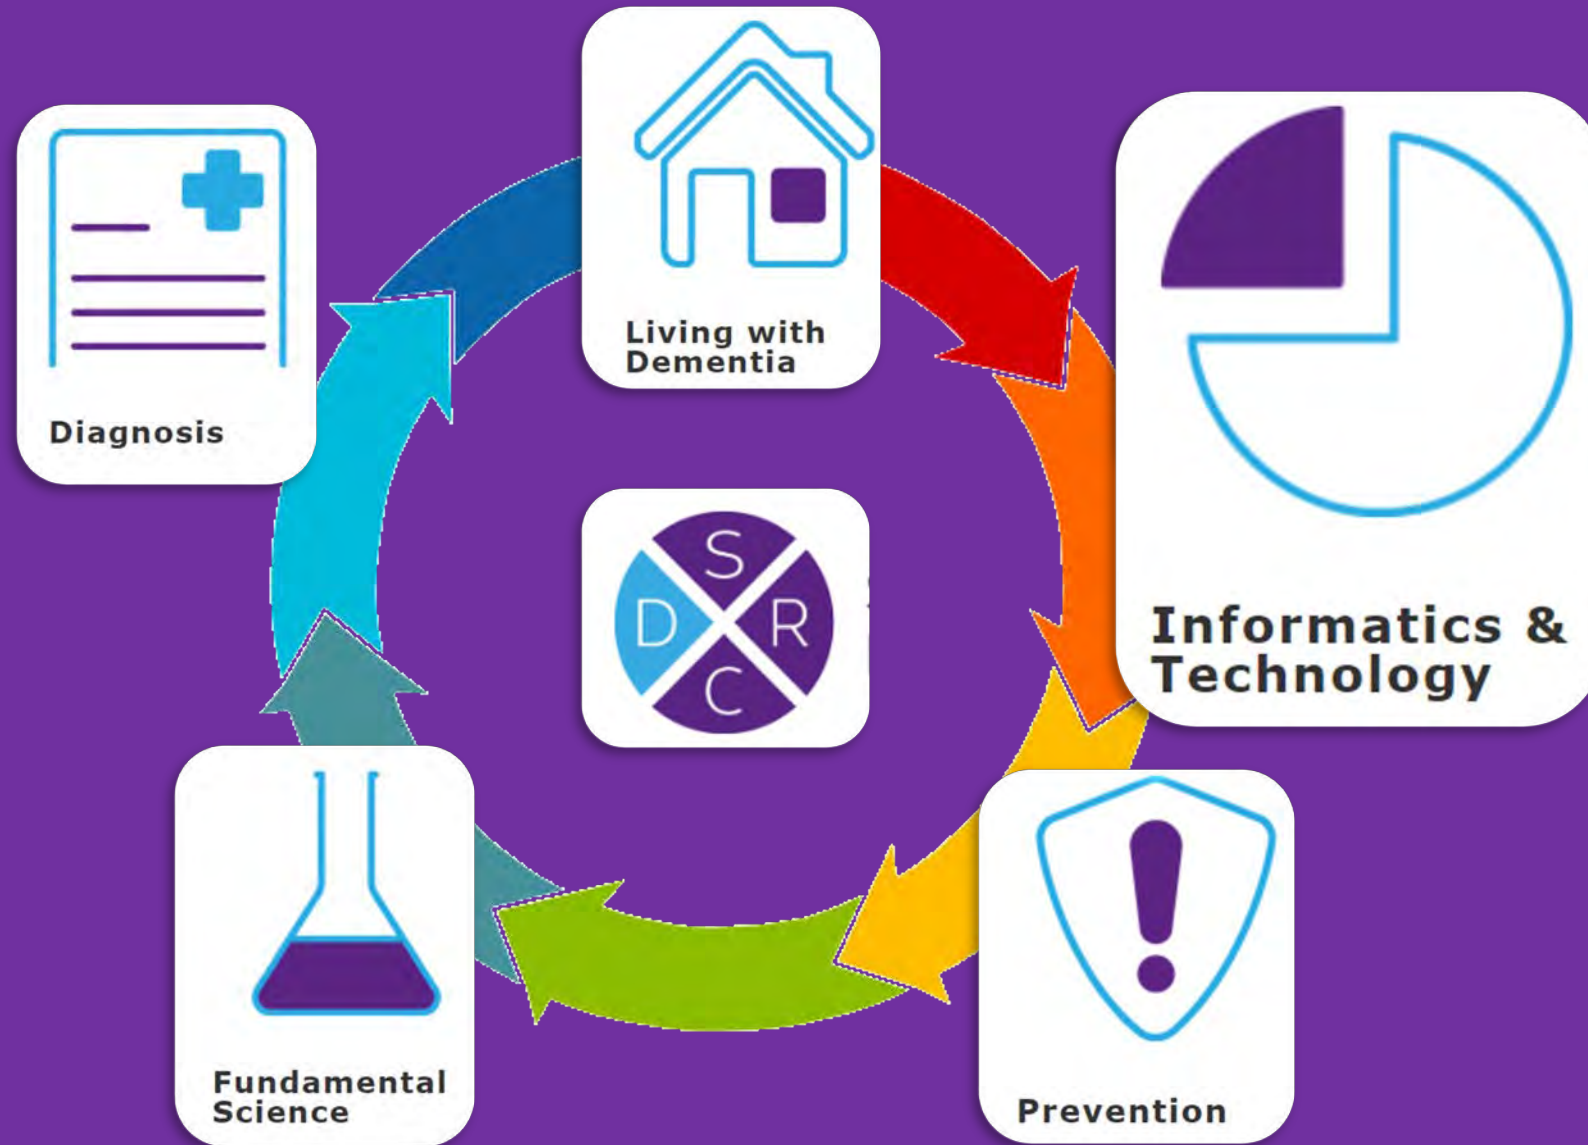 Living with
Dementia
Diagnosis
Informatics &
Technology
S
D R
C
Fundamental
Science
Prevention